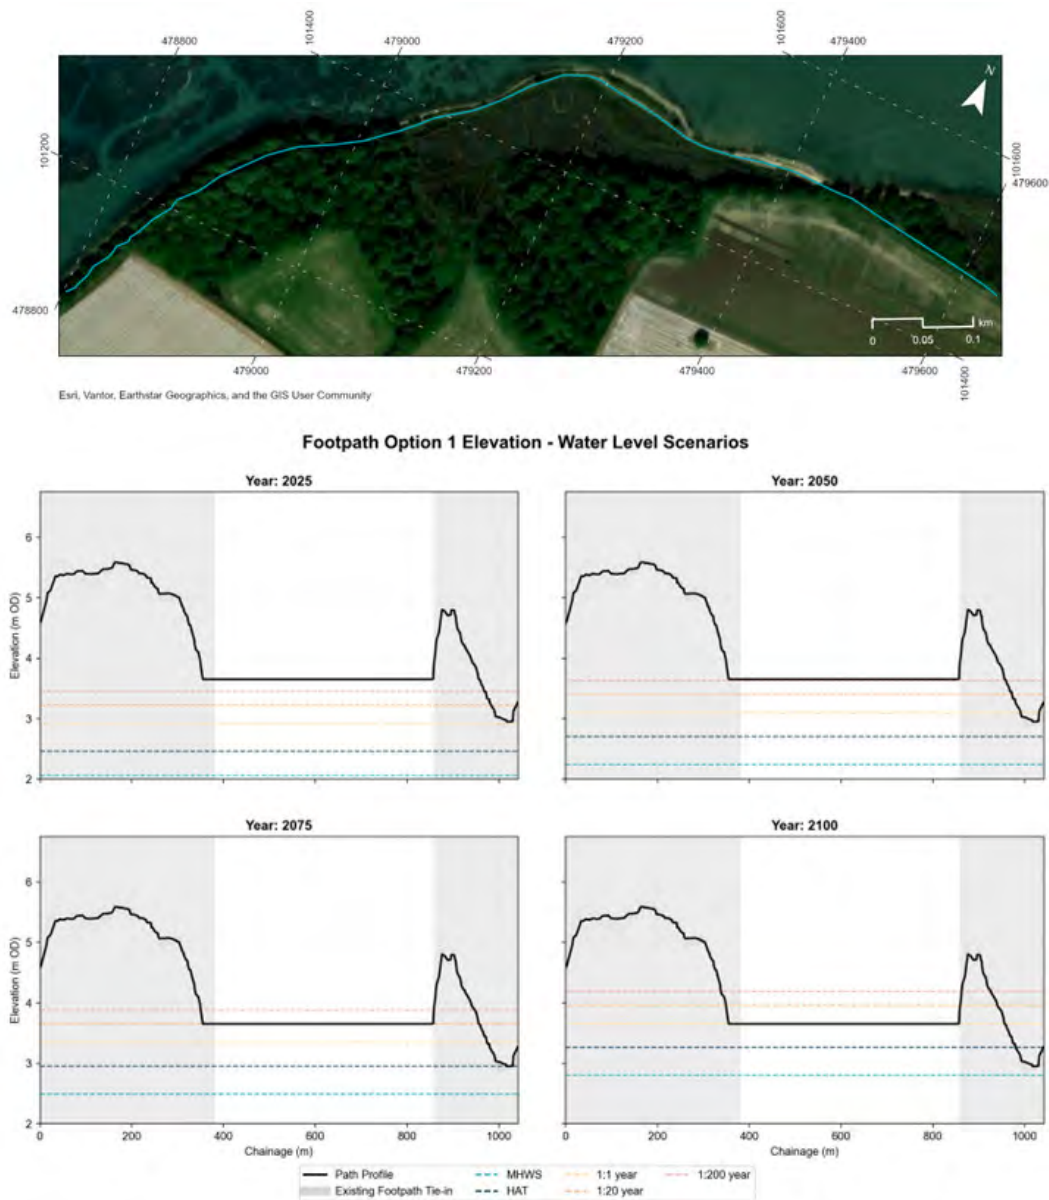 478800 101400 479000 479200 101600 479400
N
101200
101600
479600
478800
km
0 0.05 0.1
479000 479200 479400 479600 101400
Esri, Vantor, Earthstar Geographics, and the GIS User Community
Footpath Option 1 Elevation - Water Level Scenarios
Year: 2025 Year: 2050
6
5
4
3
2
Elevation (m OD)
Year: 2075 Year: 2100
6
5
4
3
2
Elevation (m OD)
0 200 400 600 800 1000 0 200 400 600 800 1000
Chainage (m) Chainage (m)
Path Profile MHWS 1:1 year 1:200 year
Existing Footpath Tie-in HAT 1:20 year